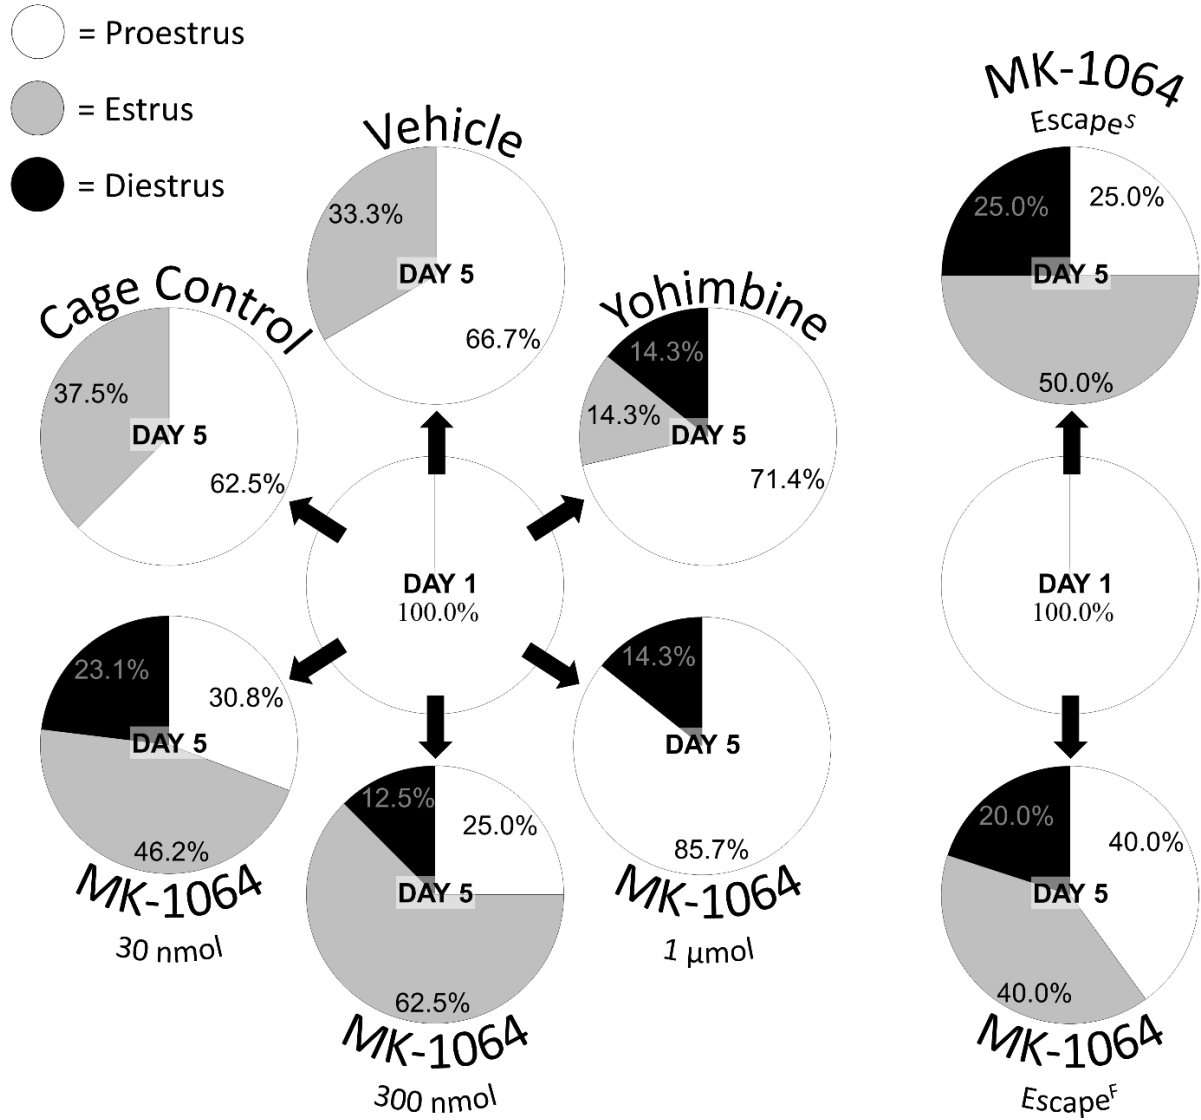 = Proestrus
= Estrus
= Diestrus
Vehicle
33.3%
DAY 5
66.7%
Cage Control
37.5%
DAY 5
62.5%
Yohimbine
14.3%
14.3%
DAY 5
71.4%
DAY 1
100.0%
23.1%
30.8%
DAY 5
46.2%
MK-1064
30 nmol
12.5%
25.0%
DAY 5
62.5%
MK-1064
300 nmol
14.3%
DAY 5
85.7%
MK-1064
1 μmol
MK-1064
Escapeˢ
25.0%
25.0%
DAY 5
50.0%
DAY 1
100.0%
20.0%
40.0%
DAY 5
40.0%
MK-1064
Escapeᶠ